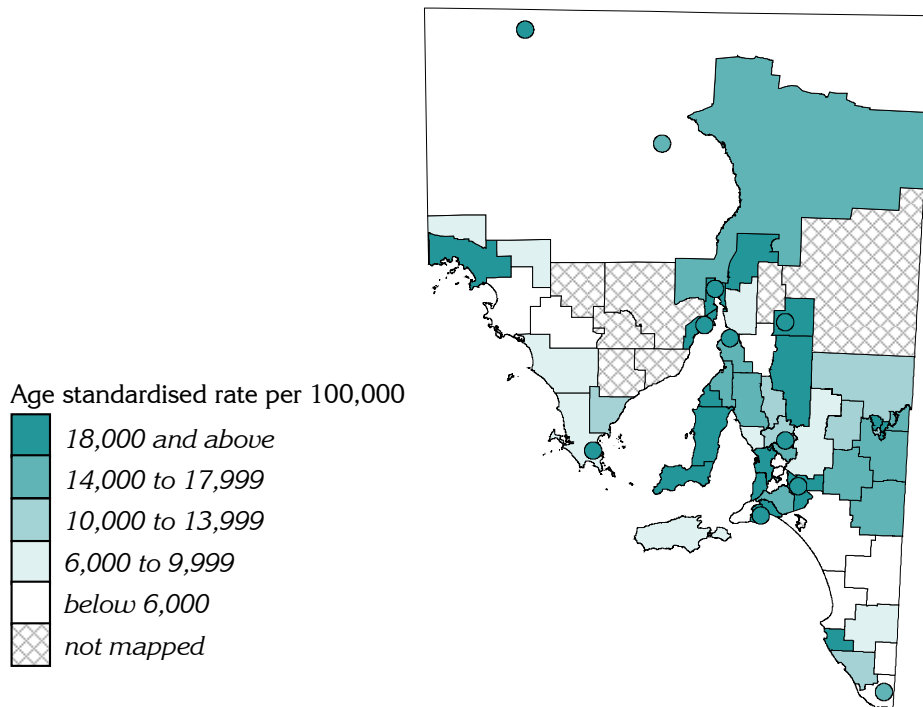 Age standardised rate per 100,000
18,000 and above
14,000 to 17,999
10,000 to 13,999
6,000 to 9,999
below 6,000
not mapped